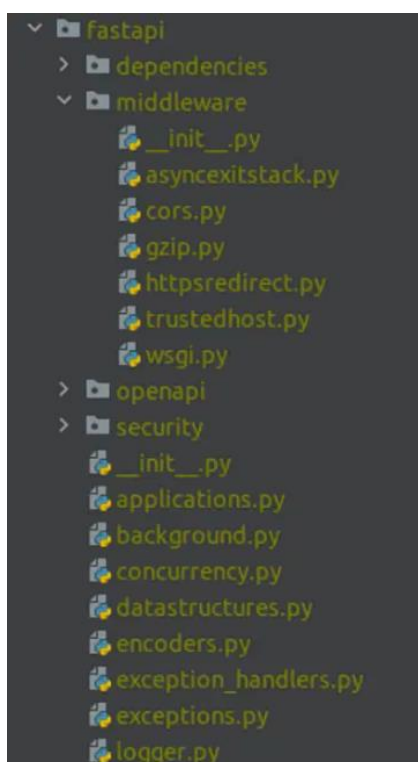 fastapi
dependencies
middleware
__init__.py
asyncexitstack.py
cors.py
gzip.py
httpsredirect.py
trustedhost.py
wsgi.py
openapi
security
__init__.py
applications.py
background.py
concurrency.py
datastructures.py
encoders.py
exception_handlers.py
exceptions.py
logger.py